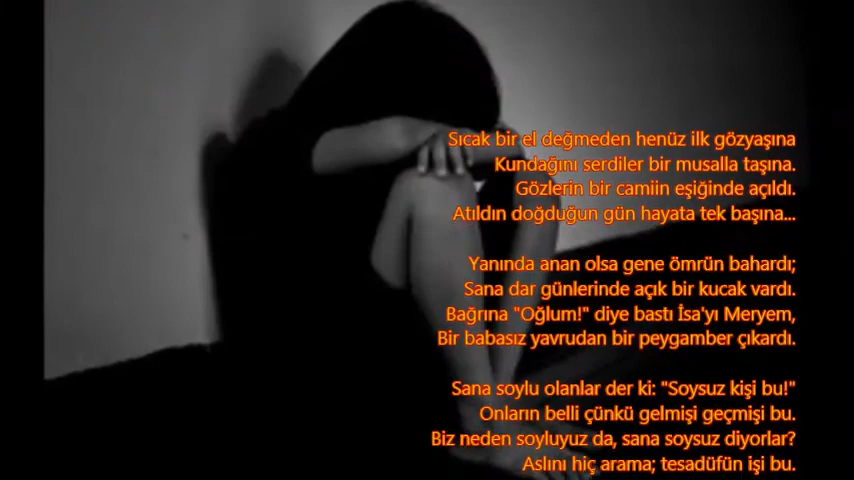 Sıcak bir el değmeden henüz ilk gözyaşına
Kundağını serdiler bir musalla taşına.
Gözlerin bir camiin eşiğinde açıldı.
Atıldın doğduğun gün hayata tek başına...
Yanında anan olsa gene ömrün bahardı;
Sana dar günlerinde açık bir kucak vardı.
Bağrına "Oğlum!" diye bastı İsa'yı Meryem,
Bir babasız yavrudan bir peygamber çıkardı.
Sana soylu olanlar der ki: "Soysuz kişi bu!"
Onların belli çünkü gelmişi geçmişi bu.
Biz neden soyluyuz da, sana soysuz diyorlar?
Aslını hiç arama; tesadüfün işi bu.